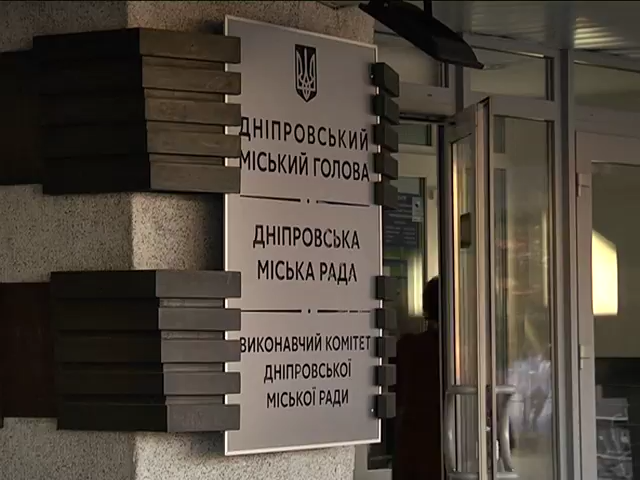 ДНІПРОВСЬКИЙ
МІСЬКИЙ ГОЛОВА
ДНІПРОВСЬКА
МІСЬКА РАДА
ВИКОНАВЧИЙ КОМІТЕТ
ДНІПРОВСЬКОЇ
МІСЬКОЇ РАДИ